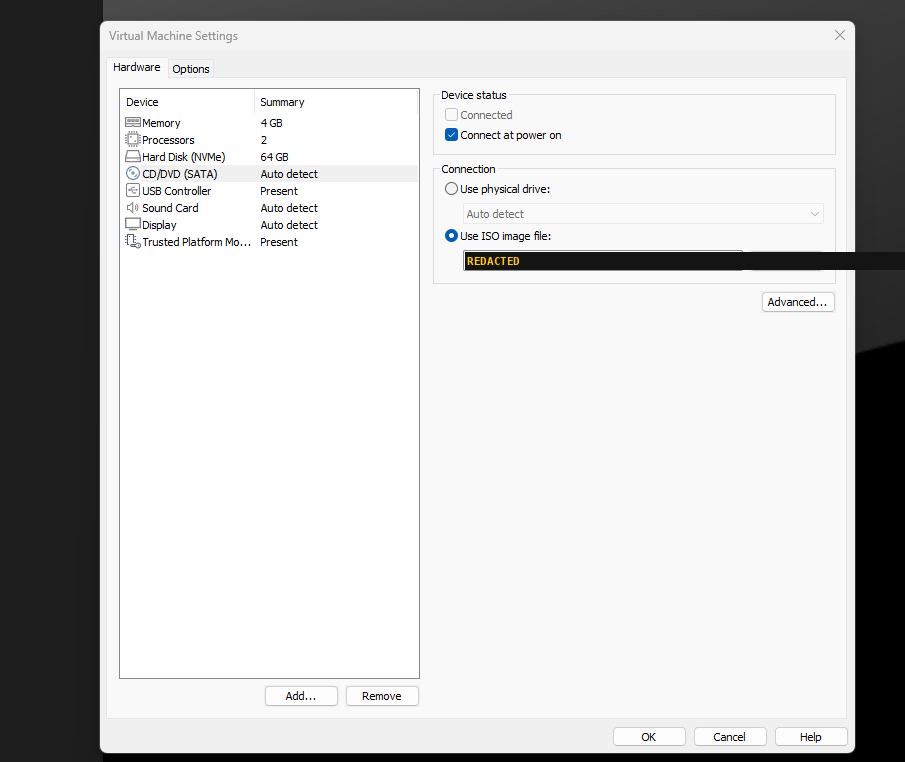 Virtual Machine Settings
Hardware Options
Device Summary
Memory 4 GB
Processors 2
Hard Disk (NVMe) 64 GB
CD/DVD (SATA) Auto detect
USB Controller Present
Sound Card Auto detect
Display Auto detect
Trusted Platform Mo... Present
Add...
Remove
Device status
Connected
Connect at power on
Connection
Use physical drive:
Auto detect
Use ISO image file:
REDACTED
Advanced...
OK
Cancel
Help